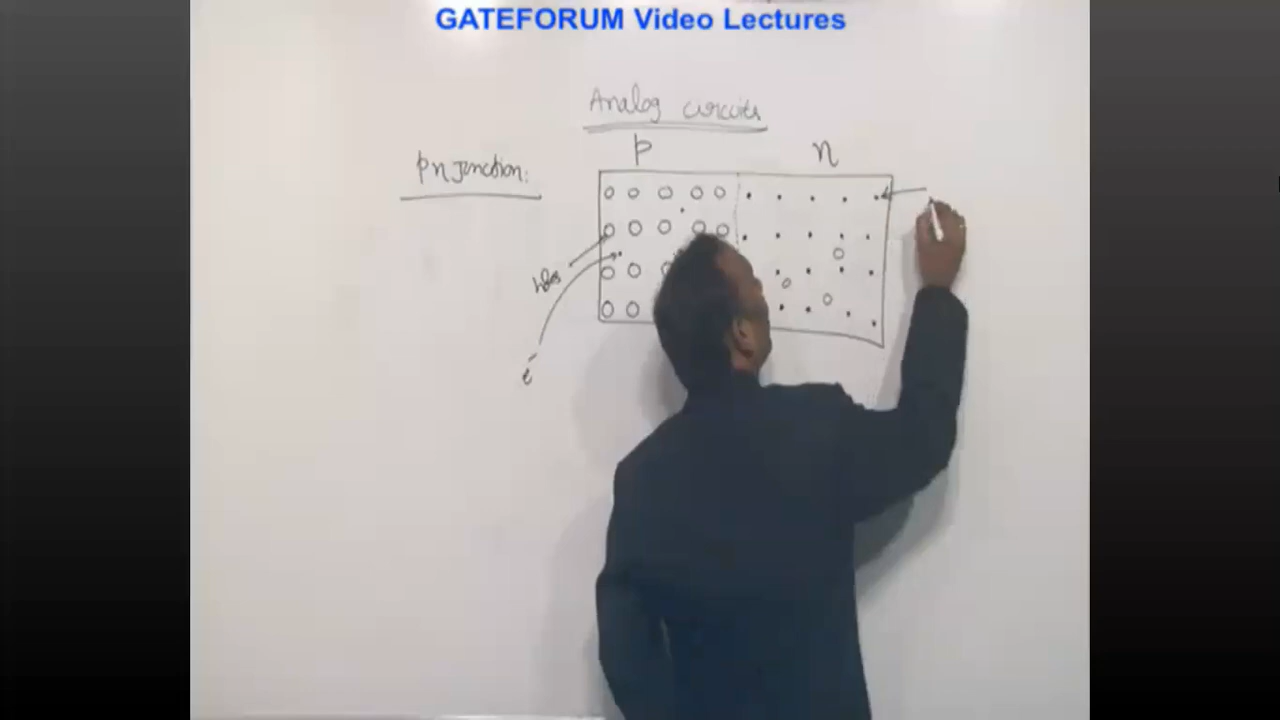 GATEFORUM Video Lectures
Analog circuits
p n
pn Junction:
holes
e⁻